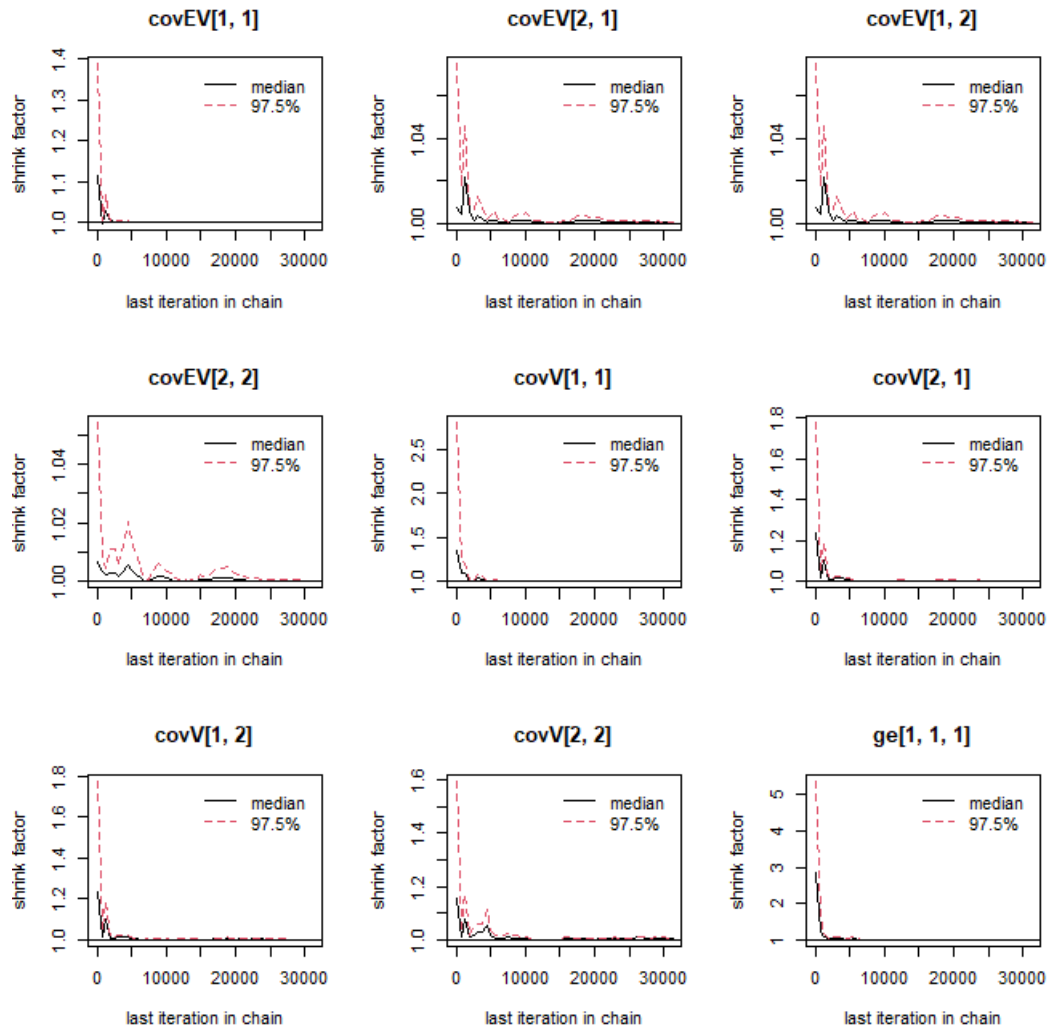 covEV[1, 1]
shrink factor
1.0 1.1 1.2 1.3 1.4
median
97.5%
0 10000 20000 30000
last iteration in chain
covEV[2, 1]
shrink factor
1.00 1.04
median
97.5%
0 10000 20000 30000
last iteration in chain
covEV[1, 2]
shrink factor
1.00 1.04
median
97.5%
0 10000 20000 30000
last iteration in chain
covEV[2, 2]
shrink factor
1.00 1.02 1.04
median
97.5%
0 10000 20000 30000
last iteration in chain
covV[1, 1]
shrink factor
1.0 1.5 2.0 2.5
median
97.5%
0 10000 20000 30000
last iteration in chain
covV[2, 1]
shrink factor
1.0 1.2 1.4 1.6 1.8
median
97.5%
0 10000 20000 30000
last iteration in chain
covV[1, 2]
shrink factor
1.0 1.2 1.4 1.6 1.8
median
97.5%
0 10000 20000 30000
last iteration in chain
covV[2, 2]
shrink factor
1.0 1.2 1.4 1.6
median
97.5%
0 10000 20000 30000
last iteration in chain
ge[1, 1, 1]
shrink factor
1 2 3 4 5
median
97.5%
0 10000 20000 30000
last iteration in chain